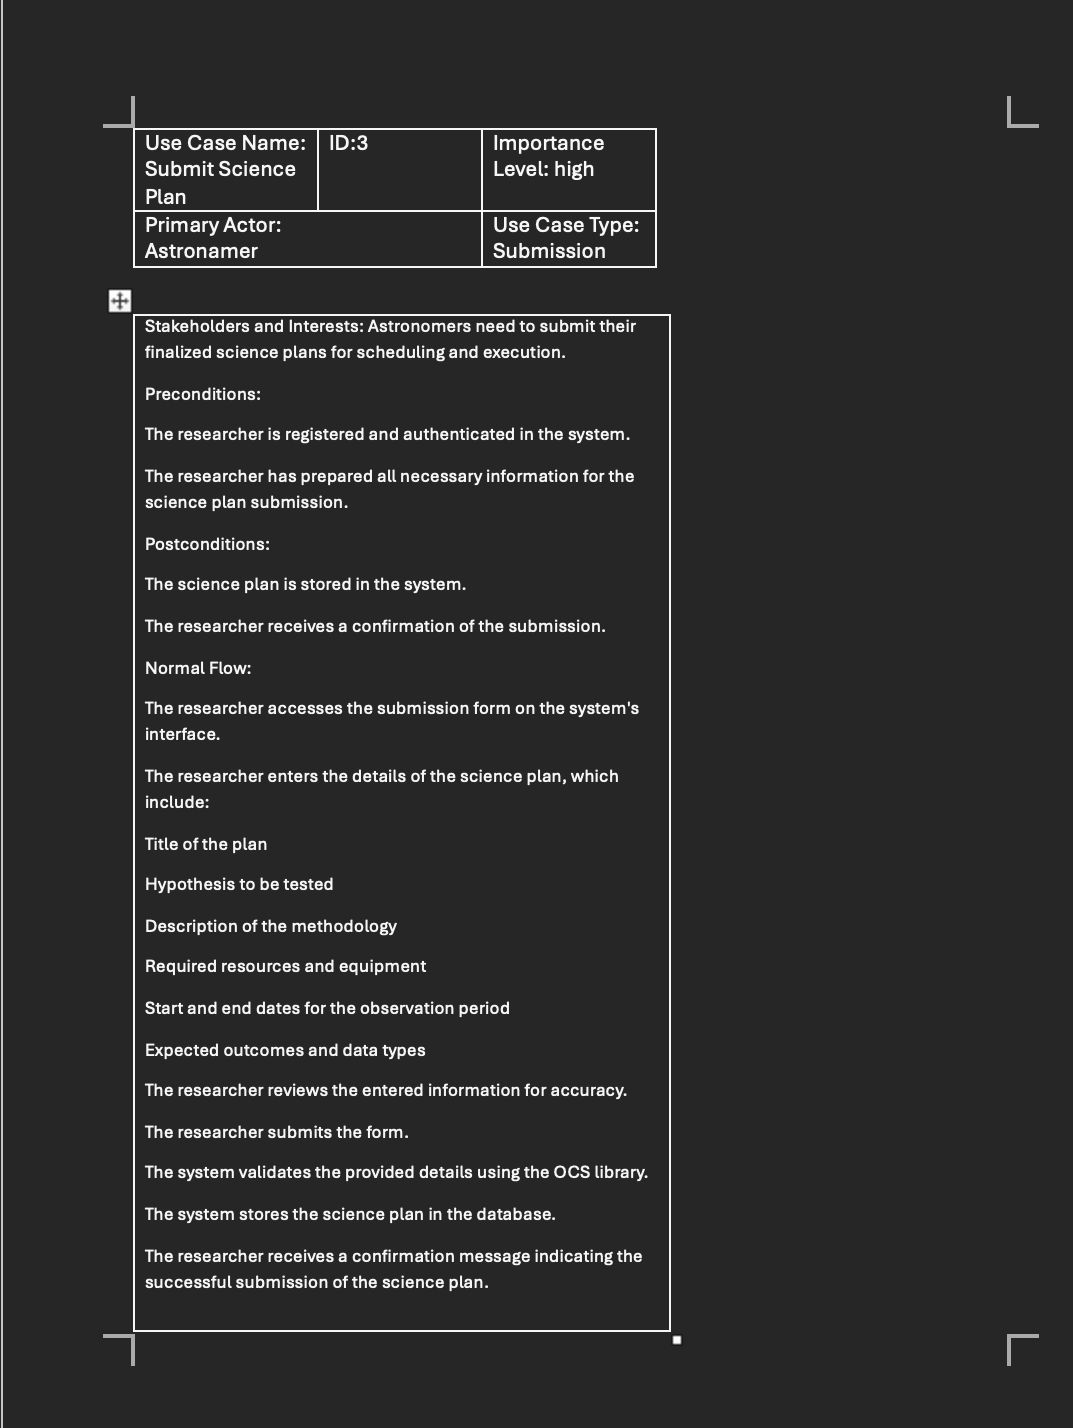 Use Case Name:
Submit Science
Plan
ID:3
Importance
Level: high
Primary Actor:
Astronamer
Use Case Type:
Submission
Stakeholders and Interests: Astronomers need to submit their
finalized science plans for scheduling and execution.
Preconditions:
The researcher is registered and authenticated in the system.
The researcher has prepared all necessary information for the
science plan submission.
Postconditions:
The science plan is stored in the system.
The researcher receives a confirmation of the submission.
Normal Flow:
The researcher accesses the submission form on the system's
interface.
The researcher enters the details of the science plan, which
include:
Title of the plan
Hypothesis to be tested
Description of the methodology
Required resources and equipment
Start and end dates for the observation period
Expected outcomes and data types
The researcher reviews the entered information for accuracy.
The researcher submits the form.
The system validates the provided details using the OCS library.
The system stores the science plan in the database.
The researcher receives a confirmation message indicating the
successful submission of the science plan.